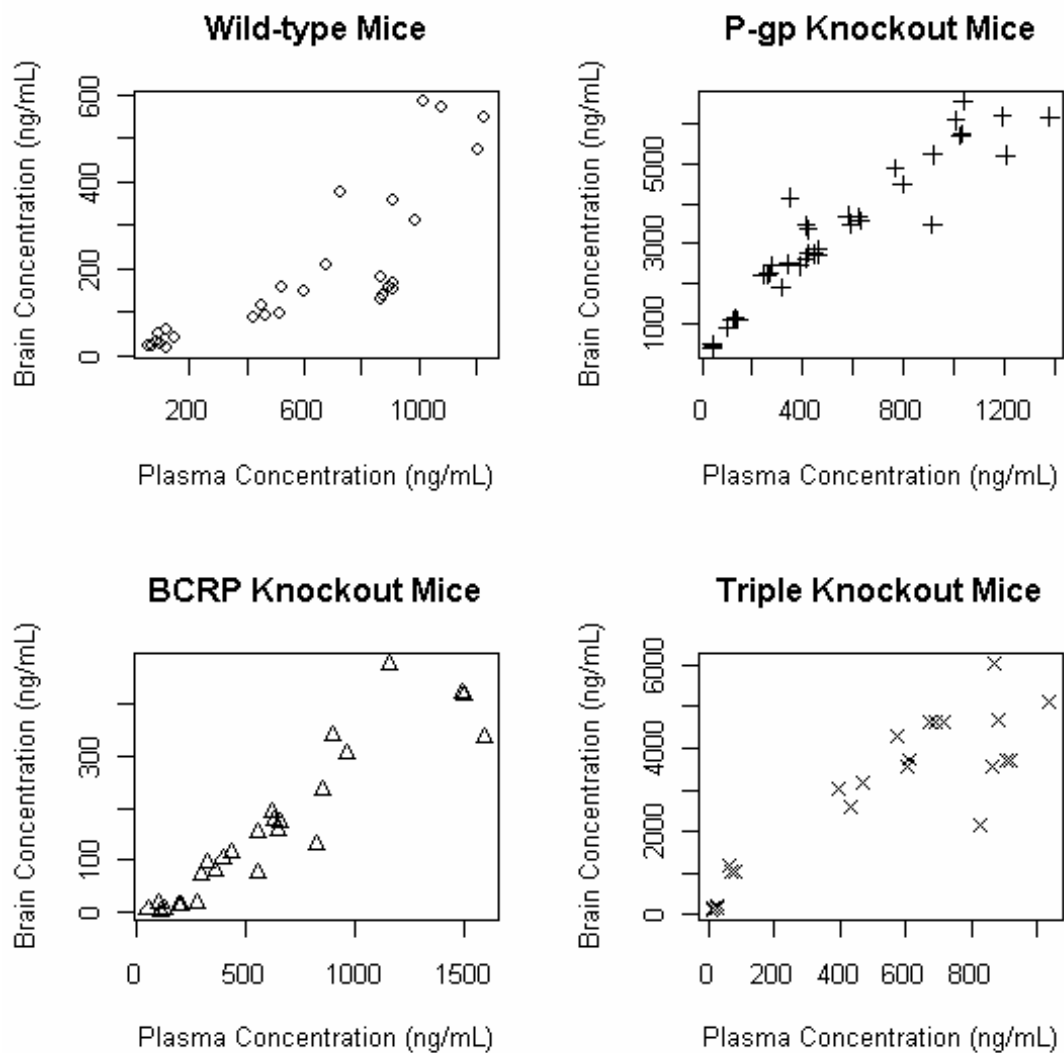 Wild-type Mice
Brain Concentration (ng/mL)
0 200 400 600
200 600 1000
Plasma Concentration (ng/mL)
P-gp Knockout Mice
Brain Concentration (ng/mL)
1000 3000 5000
0 400 800 1200
Plasma Concentration (ng/mL)
BCRP Knockout Mice
Brain Concentration (ng/mL)
0 100 300
0 500 1000 1500
Plasma Concentration (ng/mL)
Triple Knockout Mice
Brain Concentration (ng/mL)
0 2000 4000 6000
0 200 400 600 800
Plasma Concentration (ng/mL)